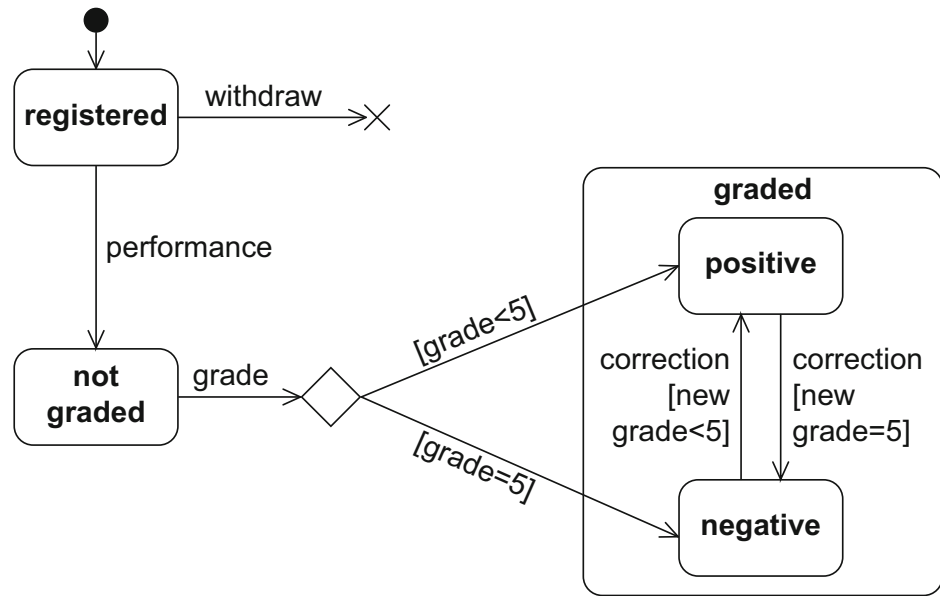 registered
withdraw
performance
not
graded
grade
[grade<5]
[grade=5]
graded
positive
correction
[new
grade<5]
correction
[new
grade=5]
negative